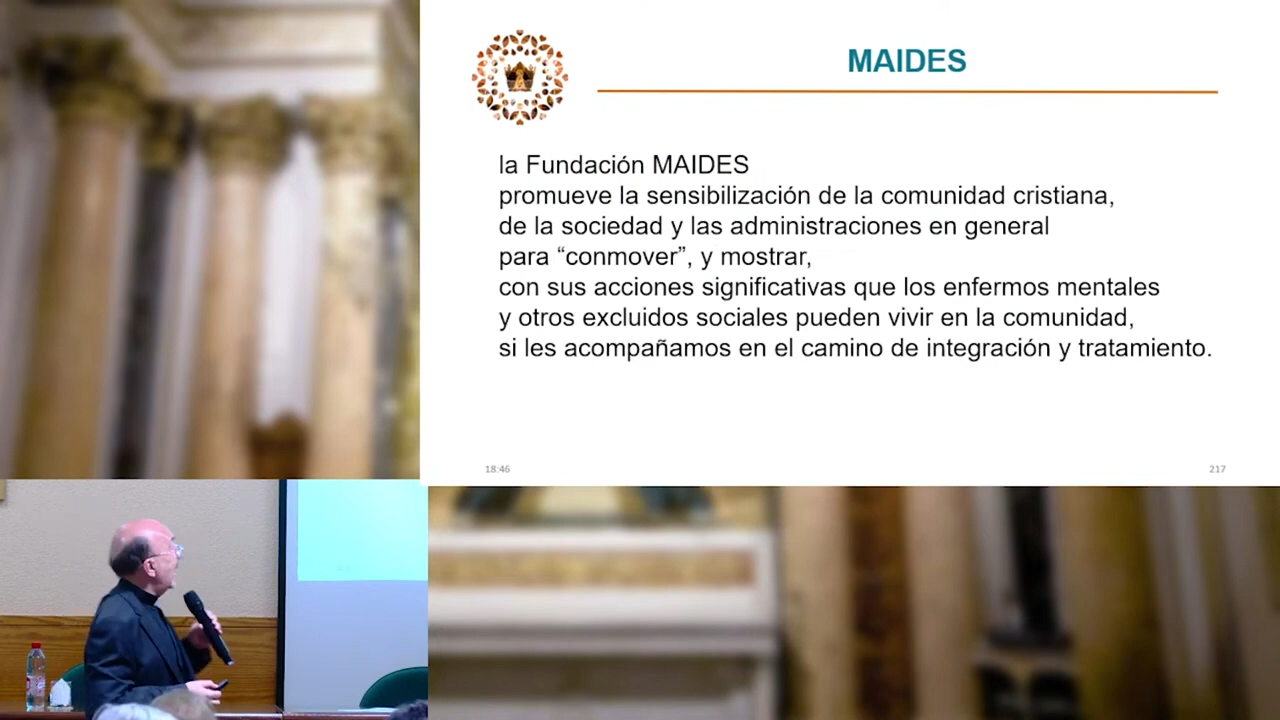 MAIDES
la Fundación MAIDES
promueve la sensibilización de la comunidad cristiana,
de la sociedad y las administraciones en general
para “conmover”, y mostrar,
con sus acciones significativas que los enfermos mentales
y otros excluidos sociales pueden vivir en la comunidad,
si les acompañamos en el camino de integración y tratamiento.
18:46
217